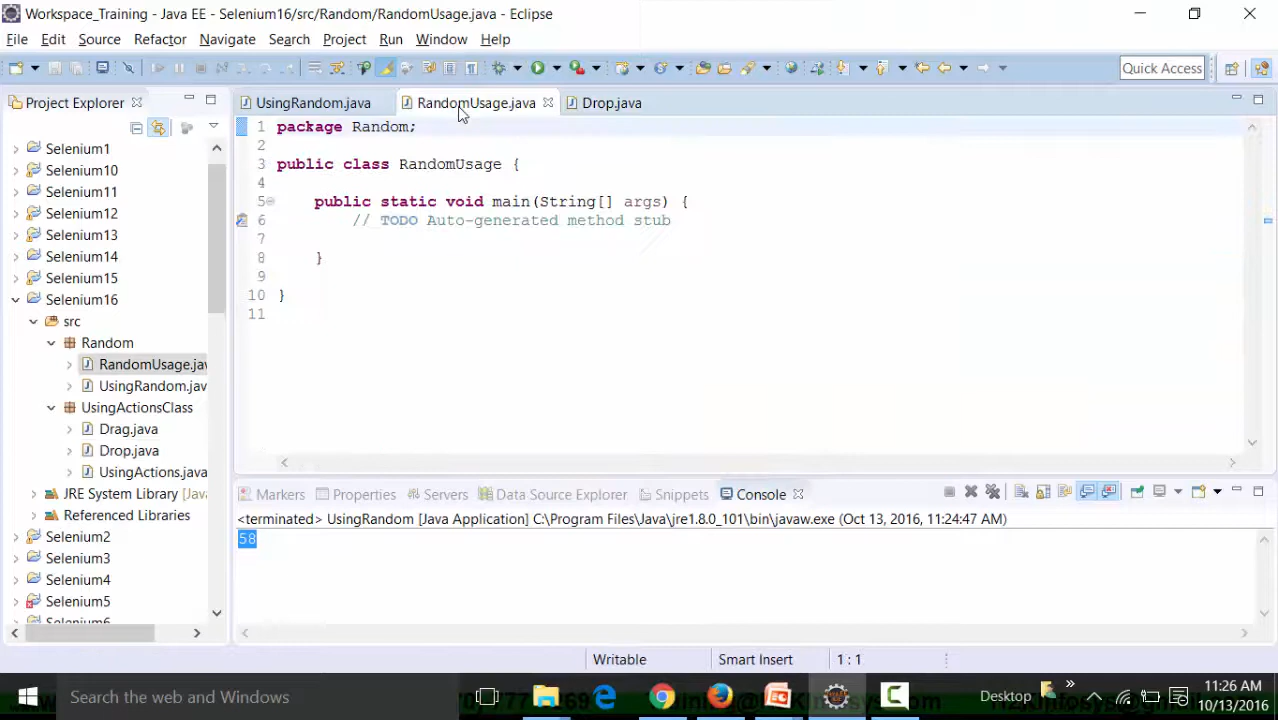 Workspace_Training - Java EE - Selenium16/src/Random/RandomUsage.java - Eclipse
File Edit Source Refactor Navigate Search Project Run Window Help
Quick Access
Project Explorer
UsingRandom.java RandomUsage.java Drop.java
Selenium1
Selenium10
Selenium11
Selenium12
Selenium13
Selenium14
Selenium15
Selenium16
src
Random
RandomUsage.jav
UsingRandom.jav
UsingActionsClass
Drag.java
Drop.java
UsingActions.java
JRE System Library [Java
Referenced Libraries
Selenium2
Selenium3
Selenium4
Selenium5
Selenium6
1 package Random;
2
3 public class RandomUsage {
4
5 public static void main(String[] args) {
6 // TODO Auto-generated method stub
7
8 }
9
10 }
11
Markers Properties Servers Data Source Explorer Snippets Console
<terminated> UsingRandom [Java Application] C:\Program Files\Java\jre1.8.0_101\bin\javaw.exe (Oct 13, 2016, 11:24:47 AM)
58
Writable Smart Insert 1 : 1
Search the web and Windows
Desktop
11:26 AM
10/13/2016